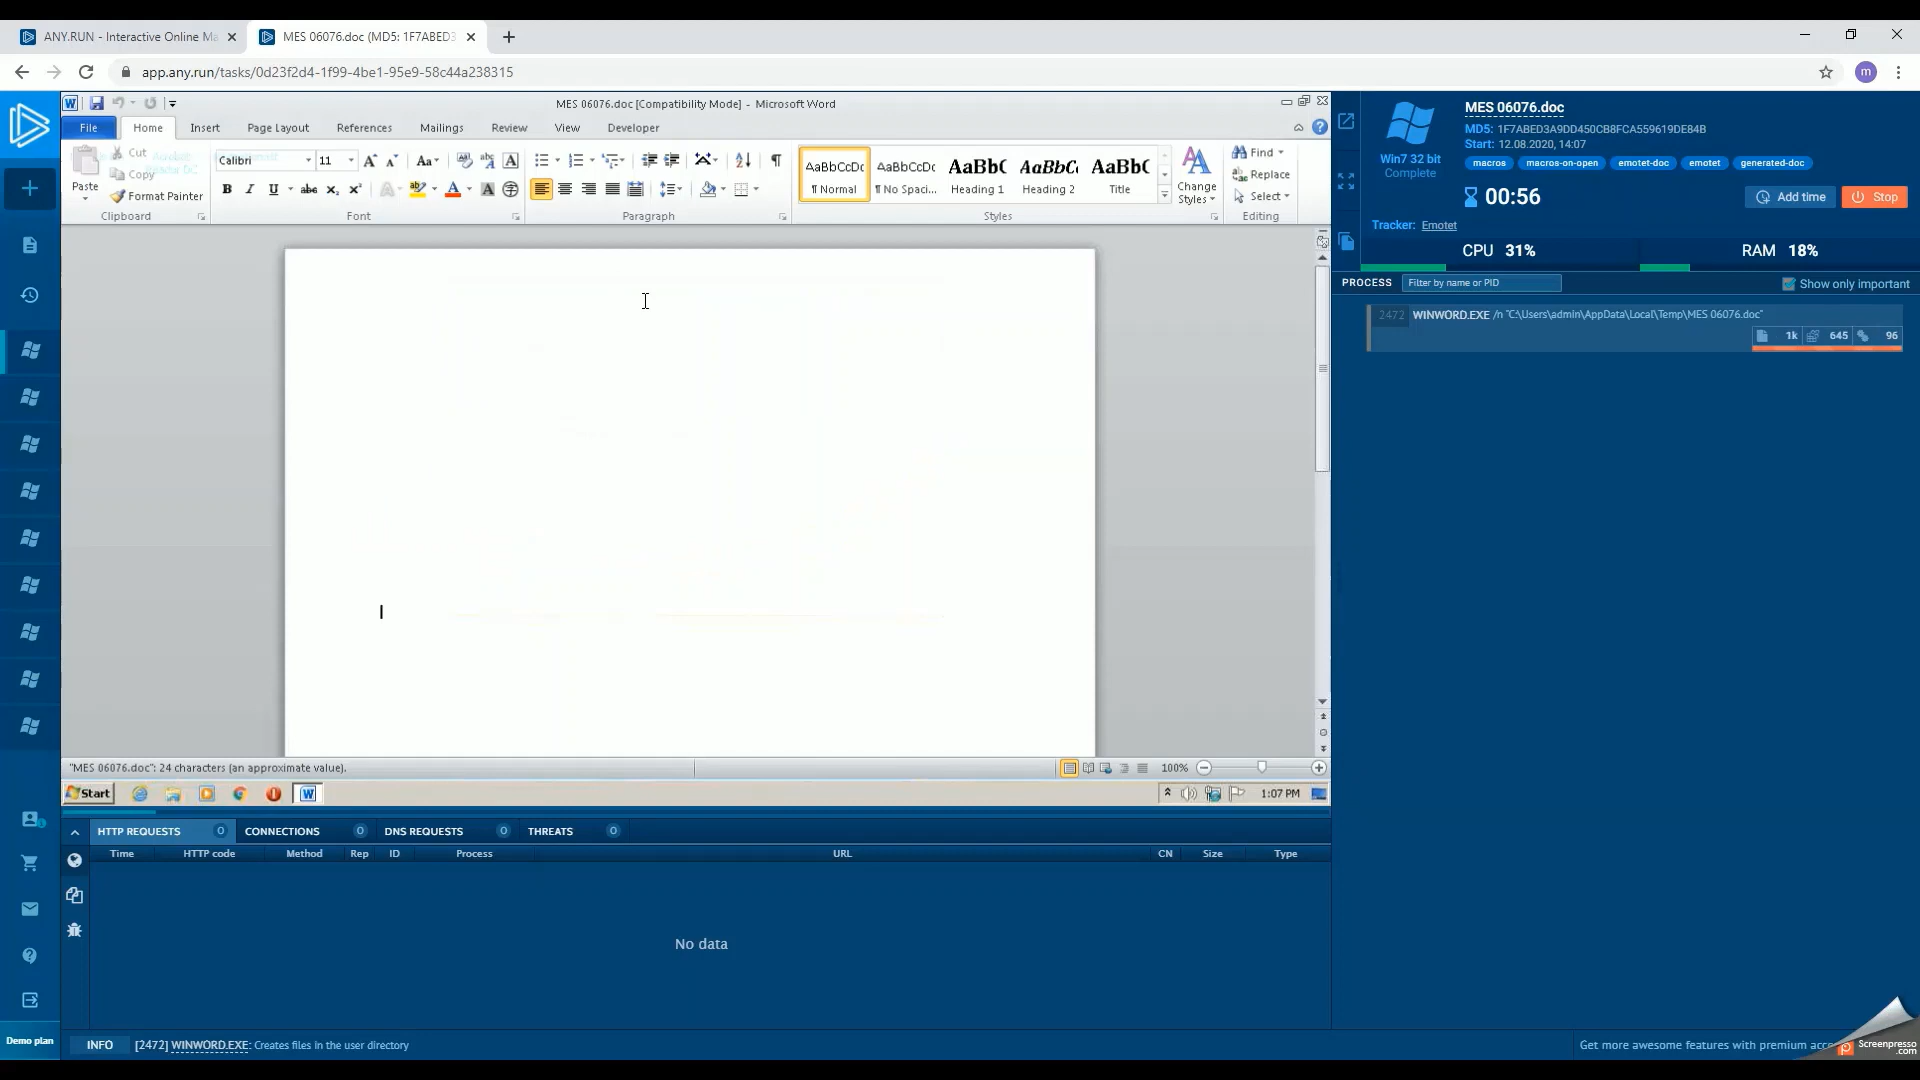 ANY.RUN - Interactive Online Ma
MES 06076.doc (MD5: 1F7ABED3
app.any.run/tasks/0d23f2d4-1f99-4be1-95e9-58c44a238315
m
MES 06076.doc [Compatibility Mode] - Microsoft Word
File Home Insert Page Layout References Mailings Review View Developer
Paste
Cut
Copy
Format Painter
Clipboard
Calibri 11
Font
Paragraph
AaBbCcDc AaBbCcDc AaBbC AaBbCc AaBbC
¶ Normal ¶ No Spaci... Heading 1 Heading 2 Title
Change Styles
Styles
Find
Replace
Select
Editing
"MES 06076.doc": 24 characters (an approximate value).
100%
Start
1:07 PM
MES 06076.doc
MD5: 1F7ABED3A9DD450CB8FCA559619DE84B
Start: 12.08.2020, 14:07
Win7 32 bit
Complete
macros macros-on-open emotet-doc emotet generated-doc
00:56
Add time
Stop
Tracker: Emotet
CPU 31% RAM 18%
PROCESS Filter by name or PID Show only important
2472 WINWORD.EXE /n "C:\Users\admin\AppData\Local\Temp\MES 06076.doc"
1k 645 96
HTTP REQUESTS 0 CONNECTIONS 0 DNS REQUESTS 0 THREATS 0
Time HTTP code Method Rep ID Process URL CN Size Type
No data
Demo plan
INFO [2472] WINWORD.EXE: Creates files in the user directory
Get more awesome features with premium acc
Screenpresso
.com